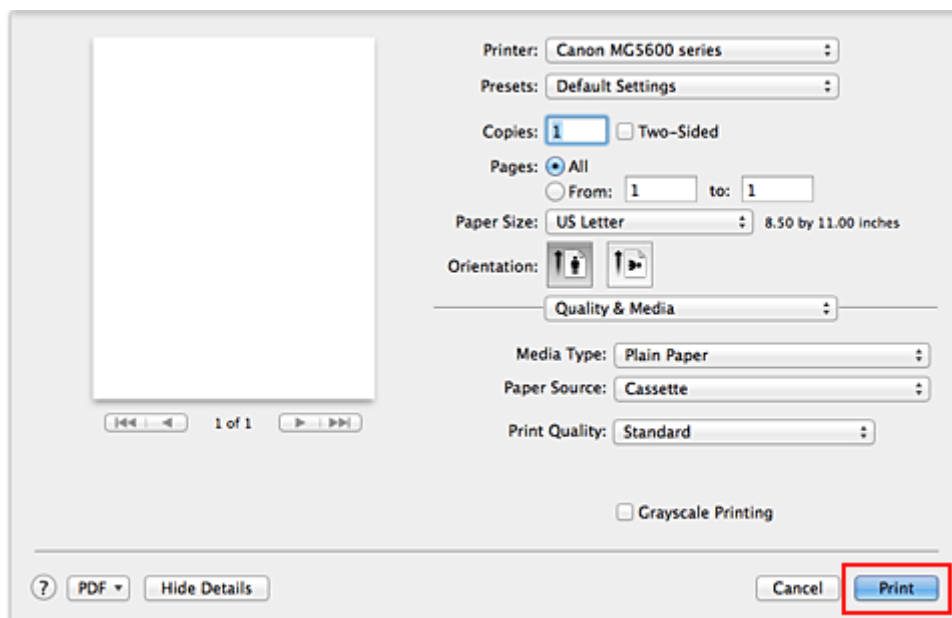 Printer: Canon MG5600 series
Presets: Default Settings
Copies: 1 Two-Sided
Pages: All
From: 1 to: 1
Paper Size: US Letter 8.50 by 11.00 inches
Orientation:
Quality & Media
Media Type: Plain Paper
Paper Source: Cassette
1 of 1
Print Quality: Standard
Grayscale Printing
? PDF Hide Details Cancel Print